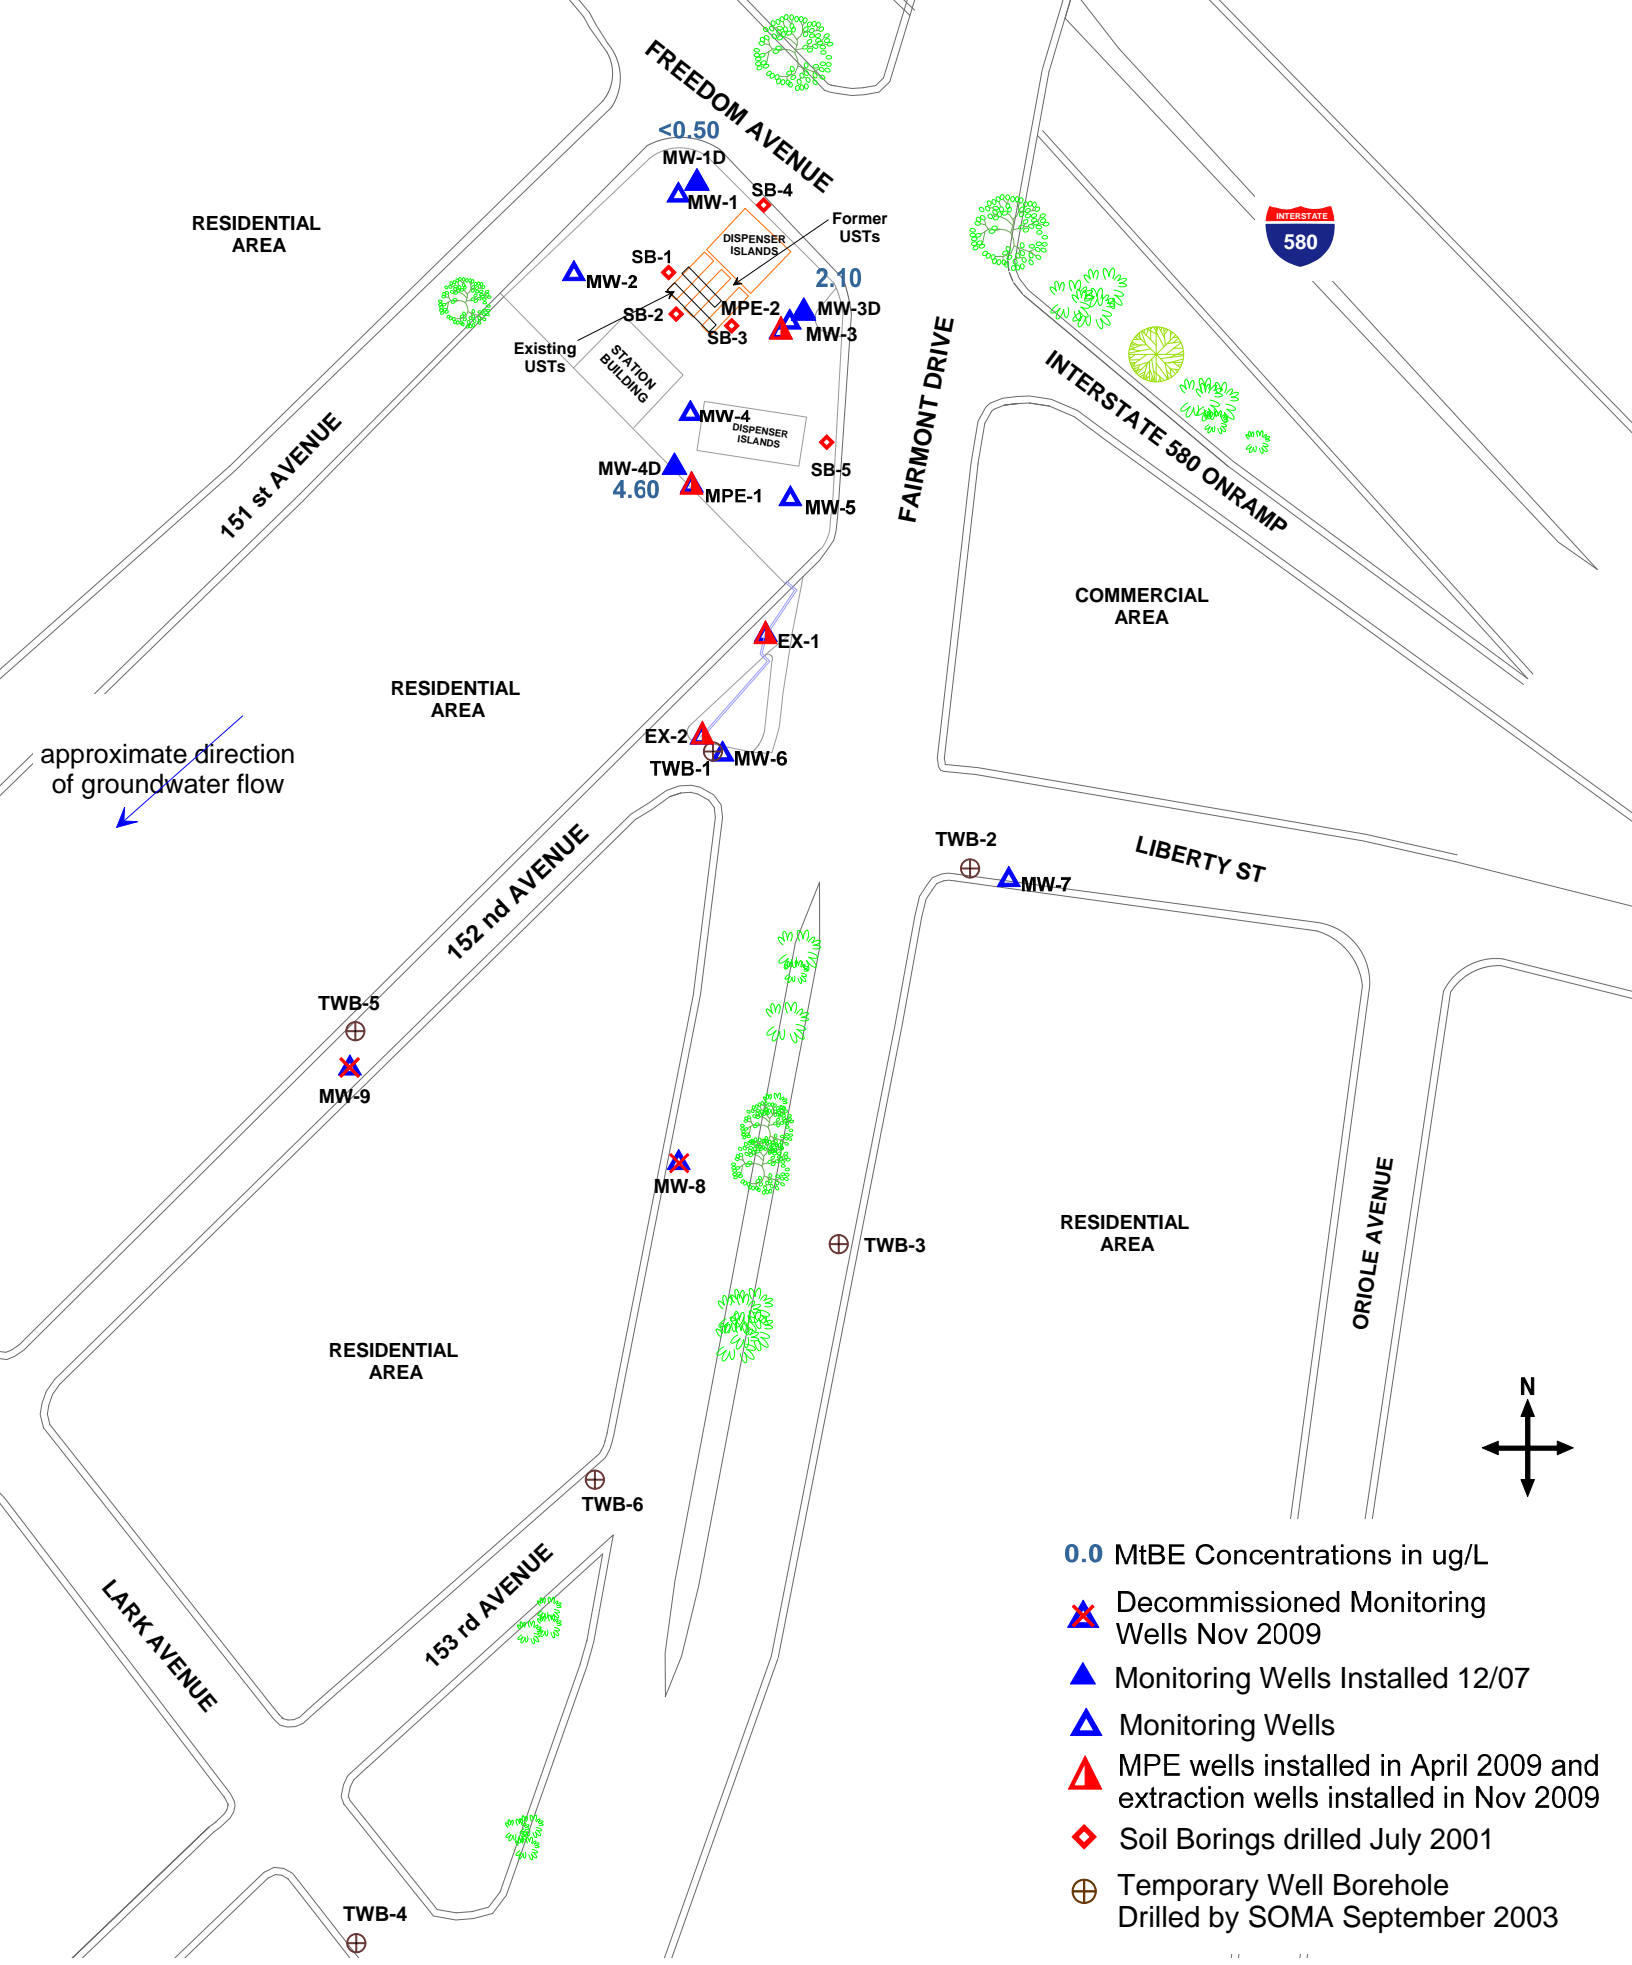 FREEDOM AVENUE
<0.50
MW-1D
MW-1
SB-4
RESIDENTIAL
AREA
Former
USTs
DISPENSER
ISLANDS
INTERSTATE
580
SB-1
MW-2
2.10
MPE-2
MW-3D
SB-2
SB-3
MW-3
Existing
USTs
STATION
BUILDING
FAIRMONT DRIVE
INTERSTATE 580 ONRAMP
MW-4
DISPENSER
ISLANDS
151 st AVENUE
MW-4D
4.60
SB-5
MPE-1
MW-5
COMMERCIAL
AREA
EX-1
RESIDENTIAL
AREA
approximate direction
of groundwater flow
EX-2
MW-6
TWB-1
TWB-2
LIBERTY ST
MW-7
152 nd AVENUE
TWB-5
MW-9
MW-8
TWB-3
RESIDENTIAL
AREA
ORIOLE AVENUE
RESIDENTIAL
AREA
N
TWB-6
LARK AVENUE
153 rd AVENUE
TWB-4
0.0 MtBE Concentrations in ug/L
Decommissioned Monitoring
Wells Nov 2009
Monitoring Wells Installed 12/07
Monitoring Wells
MPE wells installed in April 2009 and
extraction wells installed in Nov 2009
Soil Borings drilled July 2001
Temporary Well Borehole
Drilled by SOMA September 2003